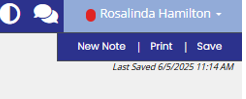 Rosalinda Hamilton
New Note | Print | Save
Last Saved 6/5/2025 11:14 AM